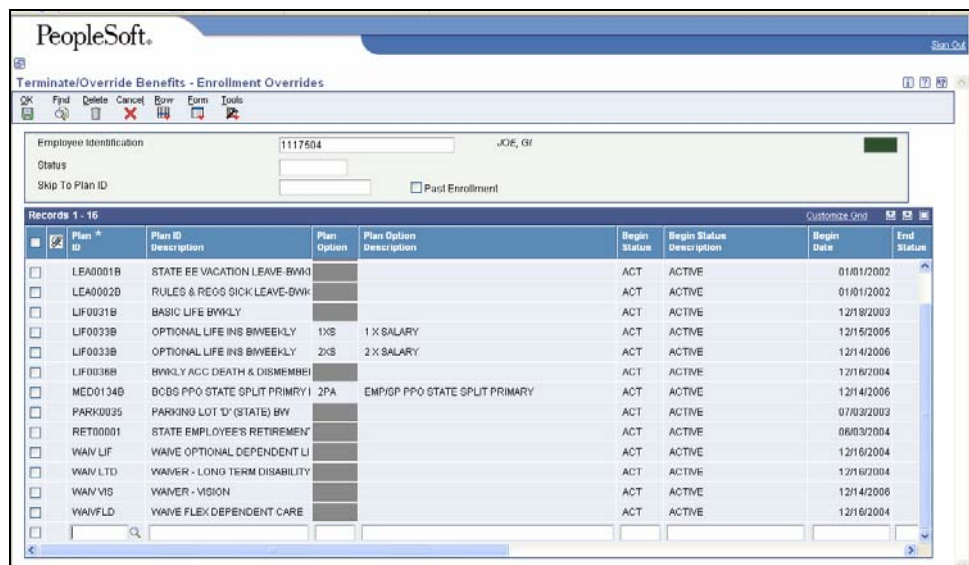 PeopleSoft.
Sign Out
Terminate/Override Benefits - Enrollment Overrides
OK Find Delete Cancel Row Form Tools
Employee Identification 1117604 JOE, GI
Status
Skip To Plan ID Past Enrollment
Records 1 - 16 Customize Grid
Plan * ID Plan ID Description Plan Option Plan Option Description Begin Status Begin Status Description Begin Date End Status
LEA0001B STATE EE VACATION LEAVE-BWKL ACT ACTIVE 01/01/2002
LEA0002B RULES & REGS SICK LEAVE-BWK ACT ACTIVE 01/01/2002
LIF0031B BASIC LIFE BWKLY ACT ACTIVE 12/18/2003
LIF0033B OPTIONAL LIFE INS BIWEEKLY 1XS 1 X SALARY ACT ACTIVE 12/15/2005
LIF0033B OPTIONAL LIFE INS BIWEEKLY 2XS 2 X SALARY ACT ACTIVE 12/14/2006
LIF0036B BWKLY ACC DEATH & DISMEMBE ACT ACTIVE 12/16/2004
MED0134B BCBS PPO STATE SPLIT PRIMRY 2PA EMP/SP PPO STATE SPLIT PRIMARY ACT ACTIVE 12/14/2006
PARK0035 PARKING LOT 'D' (STATE) BW ACT ACTIVE 07/03/2003
RET00001 STATE EMPLOYEE'S RETIREMEN ACT ACTIVE 06/03/2004
WAIV LIF WAIVE OPTIONAL DEPENDENT LI ACT ACTIVE 12/16/2004
WAIV LTD WAIVER - LONG TERM DISABILITY ACT ACTIVE 12/16/2004
WAIV VIS WAIVER - VISION ACT ACTIVE 12/14/2006
WAIVFLD WAIVE FLEX DEPENDENT CARE ACT ACTIVE 12/16/2004